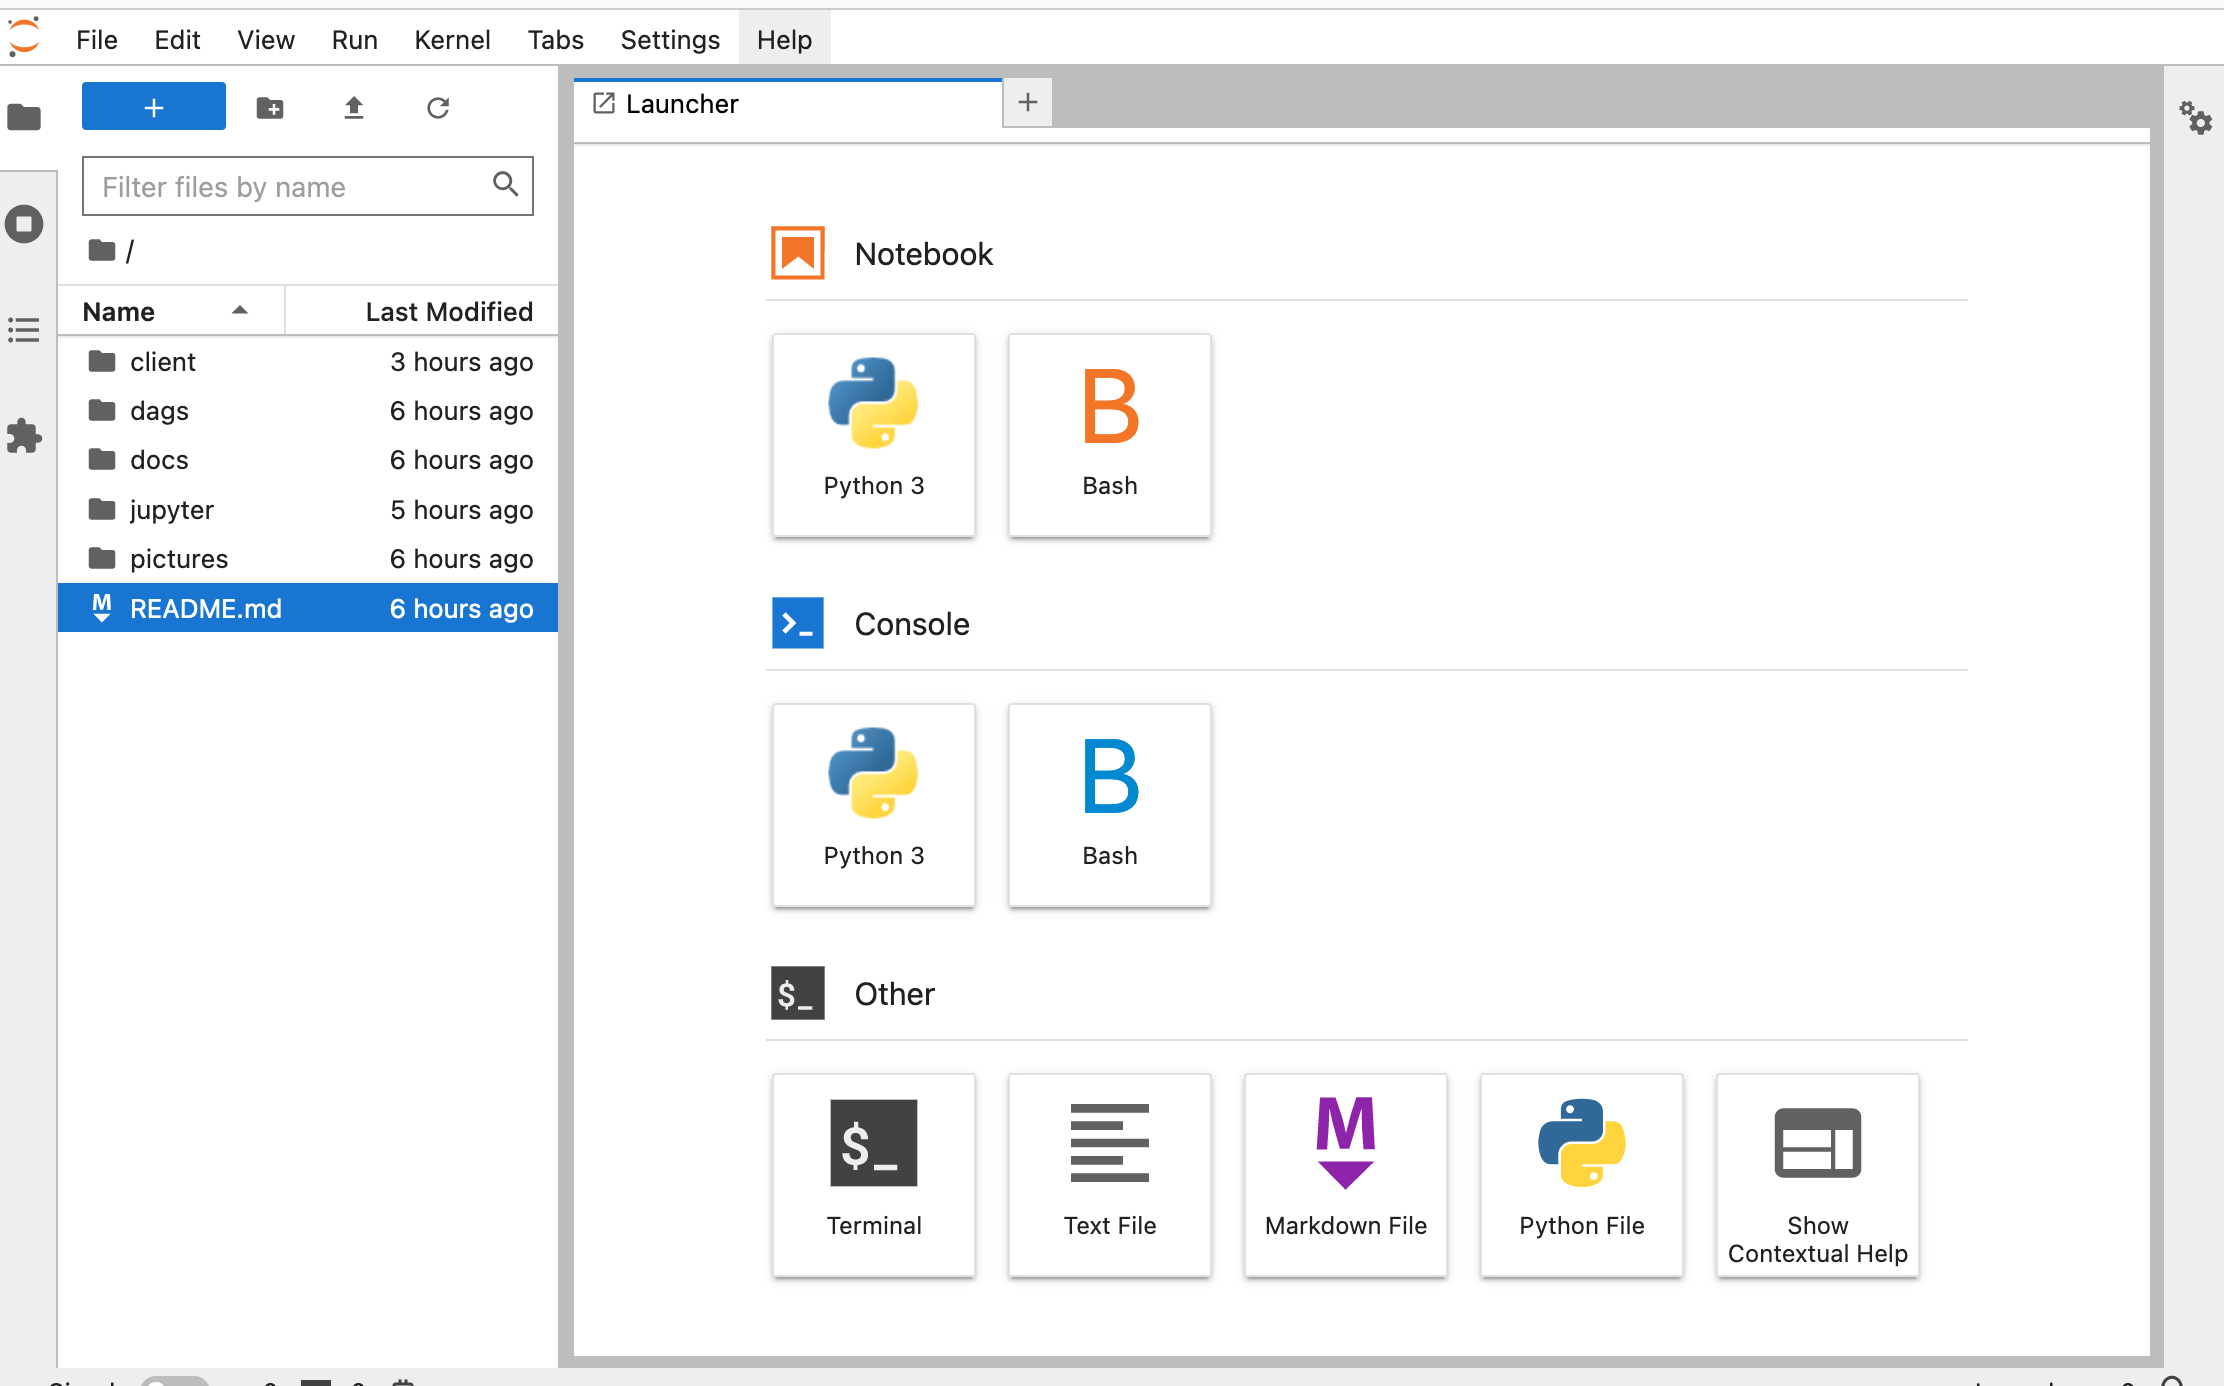 File Edit View Run Kernel Tabs Settings Help
+
Launcher
+
Filter files by name
/
Name Last Modified
client 3 hours ago
dags 6 hours ago
docs 6 hours ago
jupyter 5 hours ago
pictures 6 hours ago
M README.md 6 hours ago
Notebook
Python 3
B
Bash
Console
Python 3
B
Bash
$_ Other
$_
Terminal
Text File
M
Markdown File
Python File
Show
Contextual Help